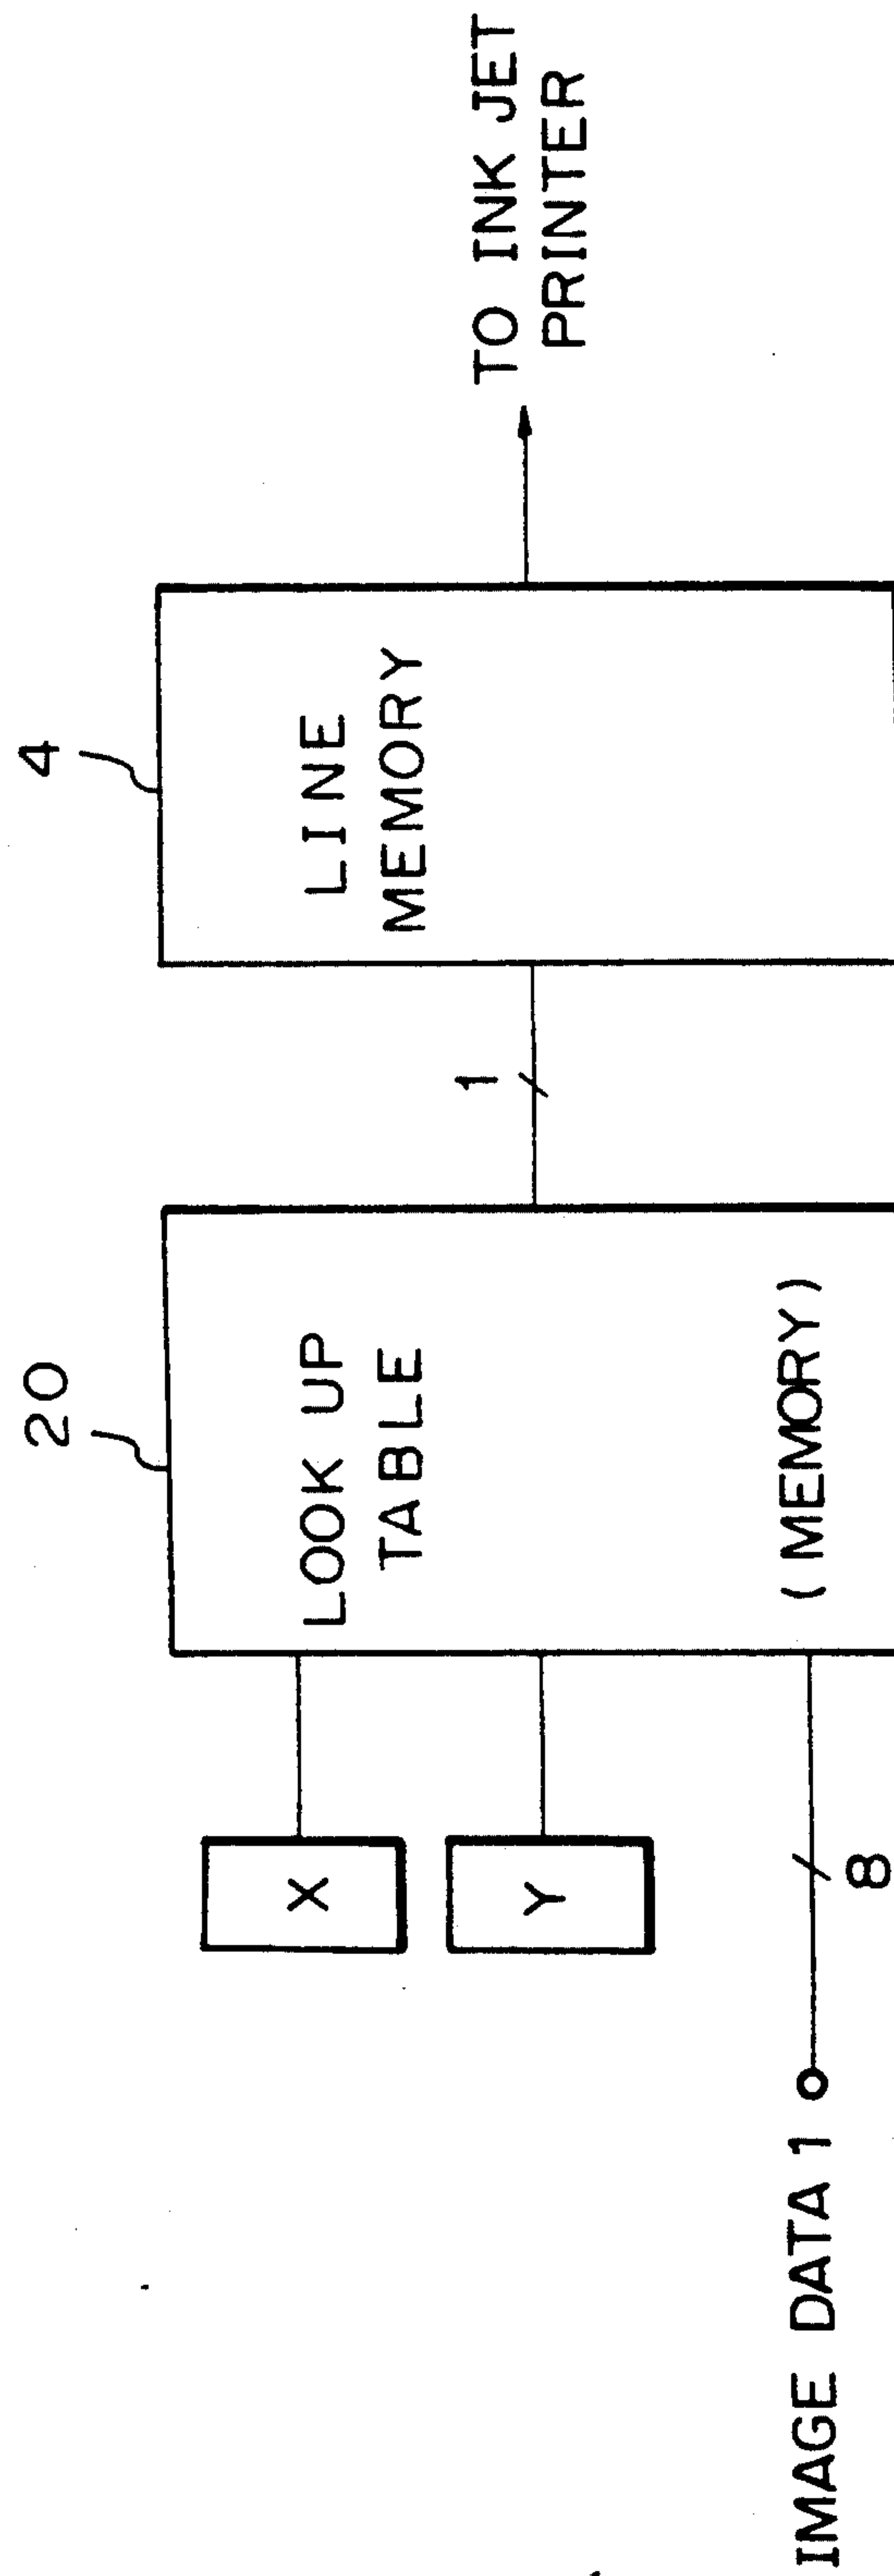 20
4
LOOK UP
TABLE
(MEMORY)
LINE
MEMORY
X
Y
1
8
IMAGE DATA 1
TO INK JET
PRINTER